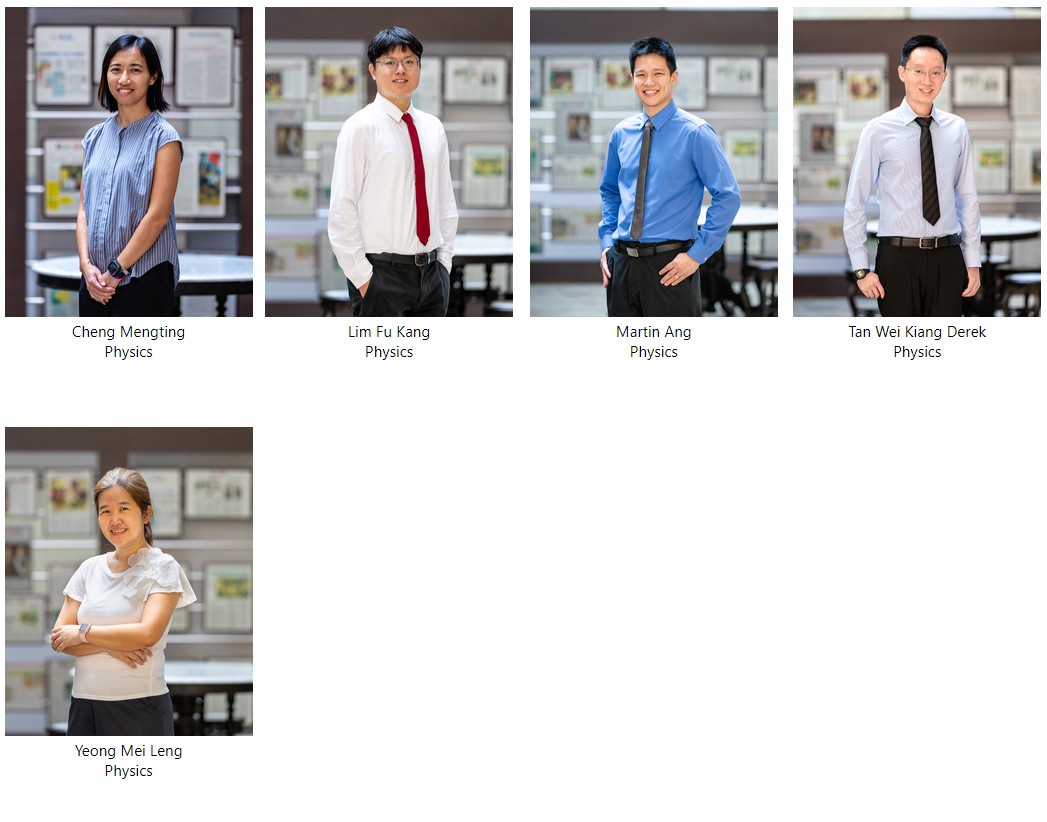 Cheng Mengting
Physics
Lim Fu Kang
Physics
Martin Ang
Physics
Tan Wei Kiang Derek
Physics
Yeong Mei Leng
Physics